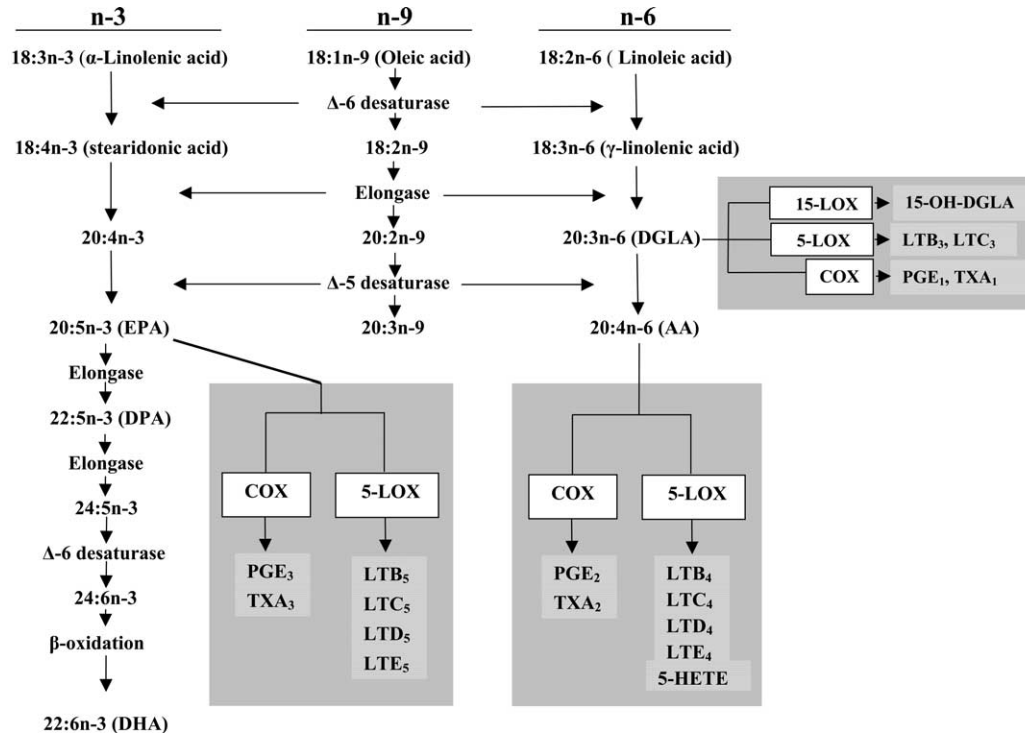 n-3 n-9 n-6
18:3n-3 (α-Linolenic acid) 18:1n-9 (Oleic acid) 18:2n-6 ( Linoleic acid)
Δ-6 desaturase
18:4n-3 (stearidonic acid) 18:2n-9 18:3n-6 (γ-linolenic acid)
Elongase
15-LOX 15-OH-DGLA
20:4n-3 20:2n-9 20:3n-6 (DGLA) 5-LOX LTB₃, LTC₃
COX PGE₁, TXA₁
Δ-5 desaturase
20:5n-3 (EPA) 20:3n-9 20:4n-6 (AA)
Elongase
22:5n-3 (DPA)
Elongase
24:5n-3
Δ-6 desaturase
24:6n-3
β-oxidation
22:6n-3 (DHA)
COX 5-LOX
PGE₃ LTB₅
TXA₃ LTC₅
LTD₅
LTE₅
COX 5-LOX
PGE₂ LTB₄
TXA₂ LTC₄
LTD₄
LTE₄
5-HETE